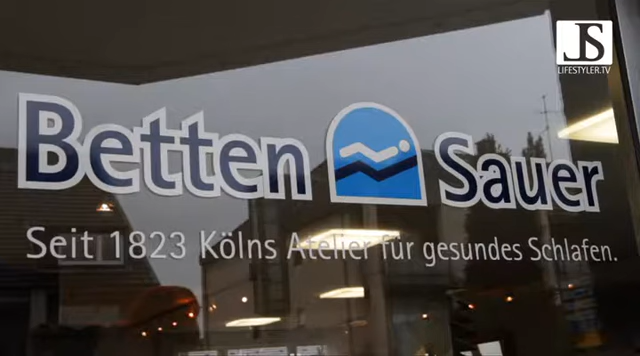 JS
LIFESTYLER.TV
Betten Sauer
Seit 1823 Kölns Atelier für gesundes Schlafen.